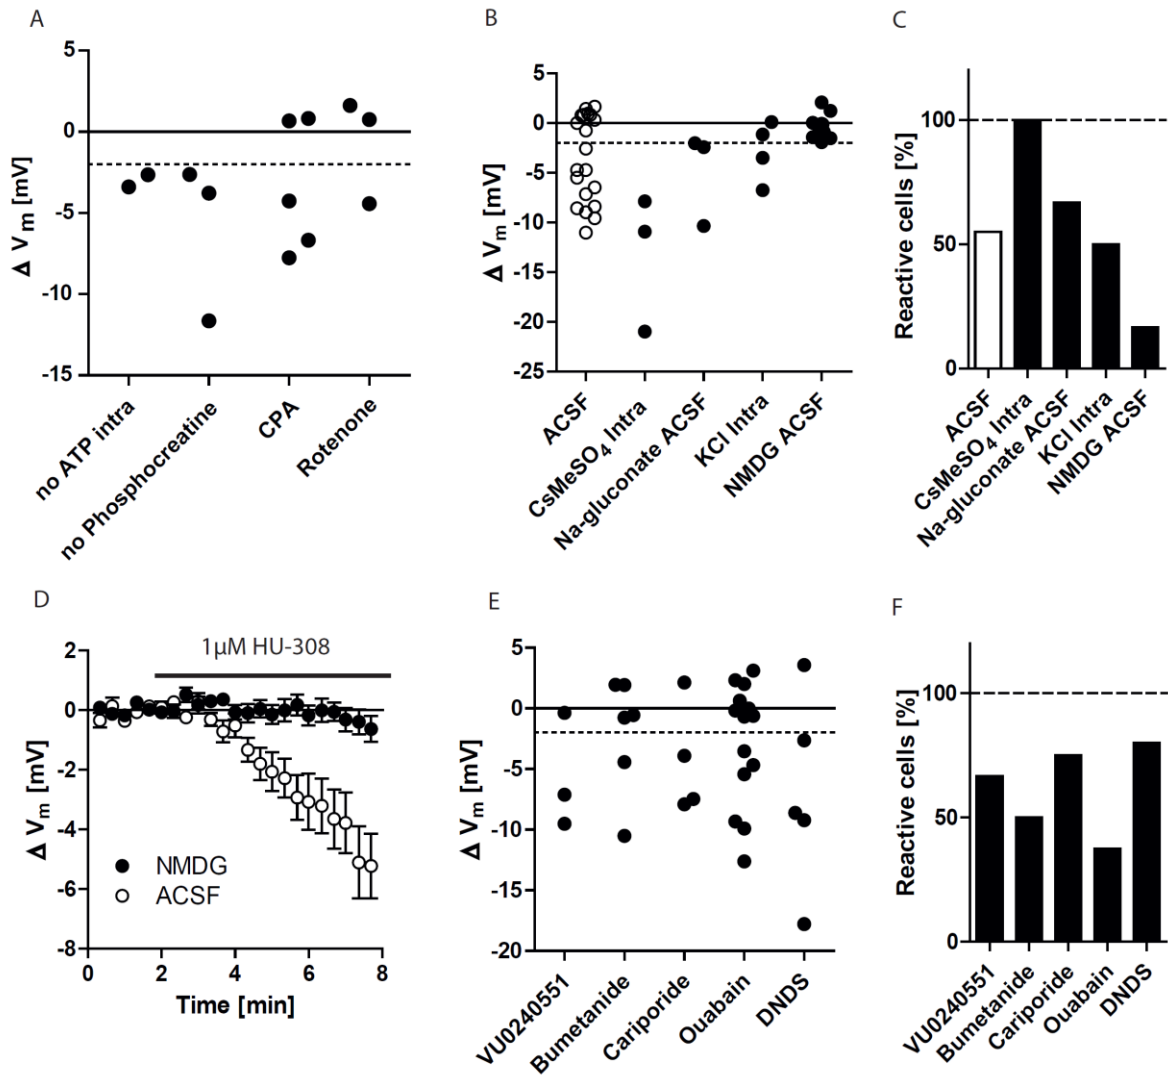 A
5
0
-5
-10
-15
Δ Vm [mV]
no ATP intra
no Phosphocreatine
CPA
Rotenone
B
5
0
-5
-10
-15
-20
-25
Δ Vm [mV]
ACSF
CsMeSO4 Intra
Na-gluconate ACSF
KCl Intra
NMDG ACSF
C
100
50
0
Reactive cells [%]
ACSF
CsMeSO4 Intra
Na-gluconate ACSF
KCl Intra
NMDG ACSF
D
1μM HU-308
2
0
-2
-4
-6
-8
Δ Vm [mV]
NMDG
ACSF
0 2 4 6 8
Time [min]
E
5
0
-5
-10
-15
-20
Δ Vm [mV]
VU0240551
Bumetanide
Cariporide
Ouabain
DNDS
F
100
50
0
Reactive cells [%]
VU0240551
Bumetanide
Cariporide
Ouabain
DNDS